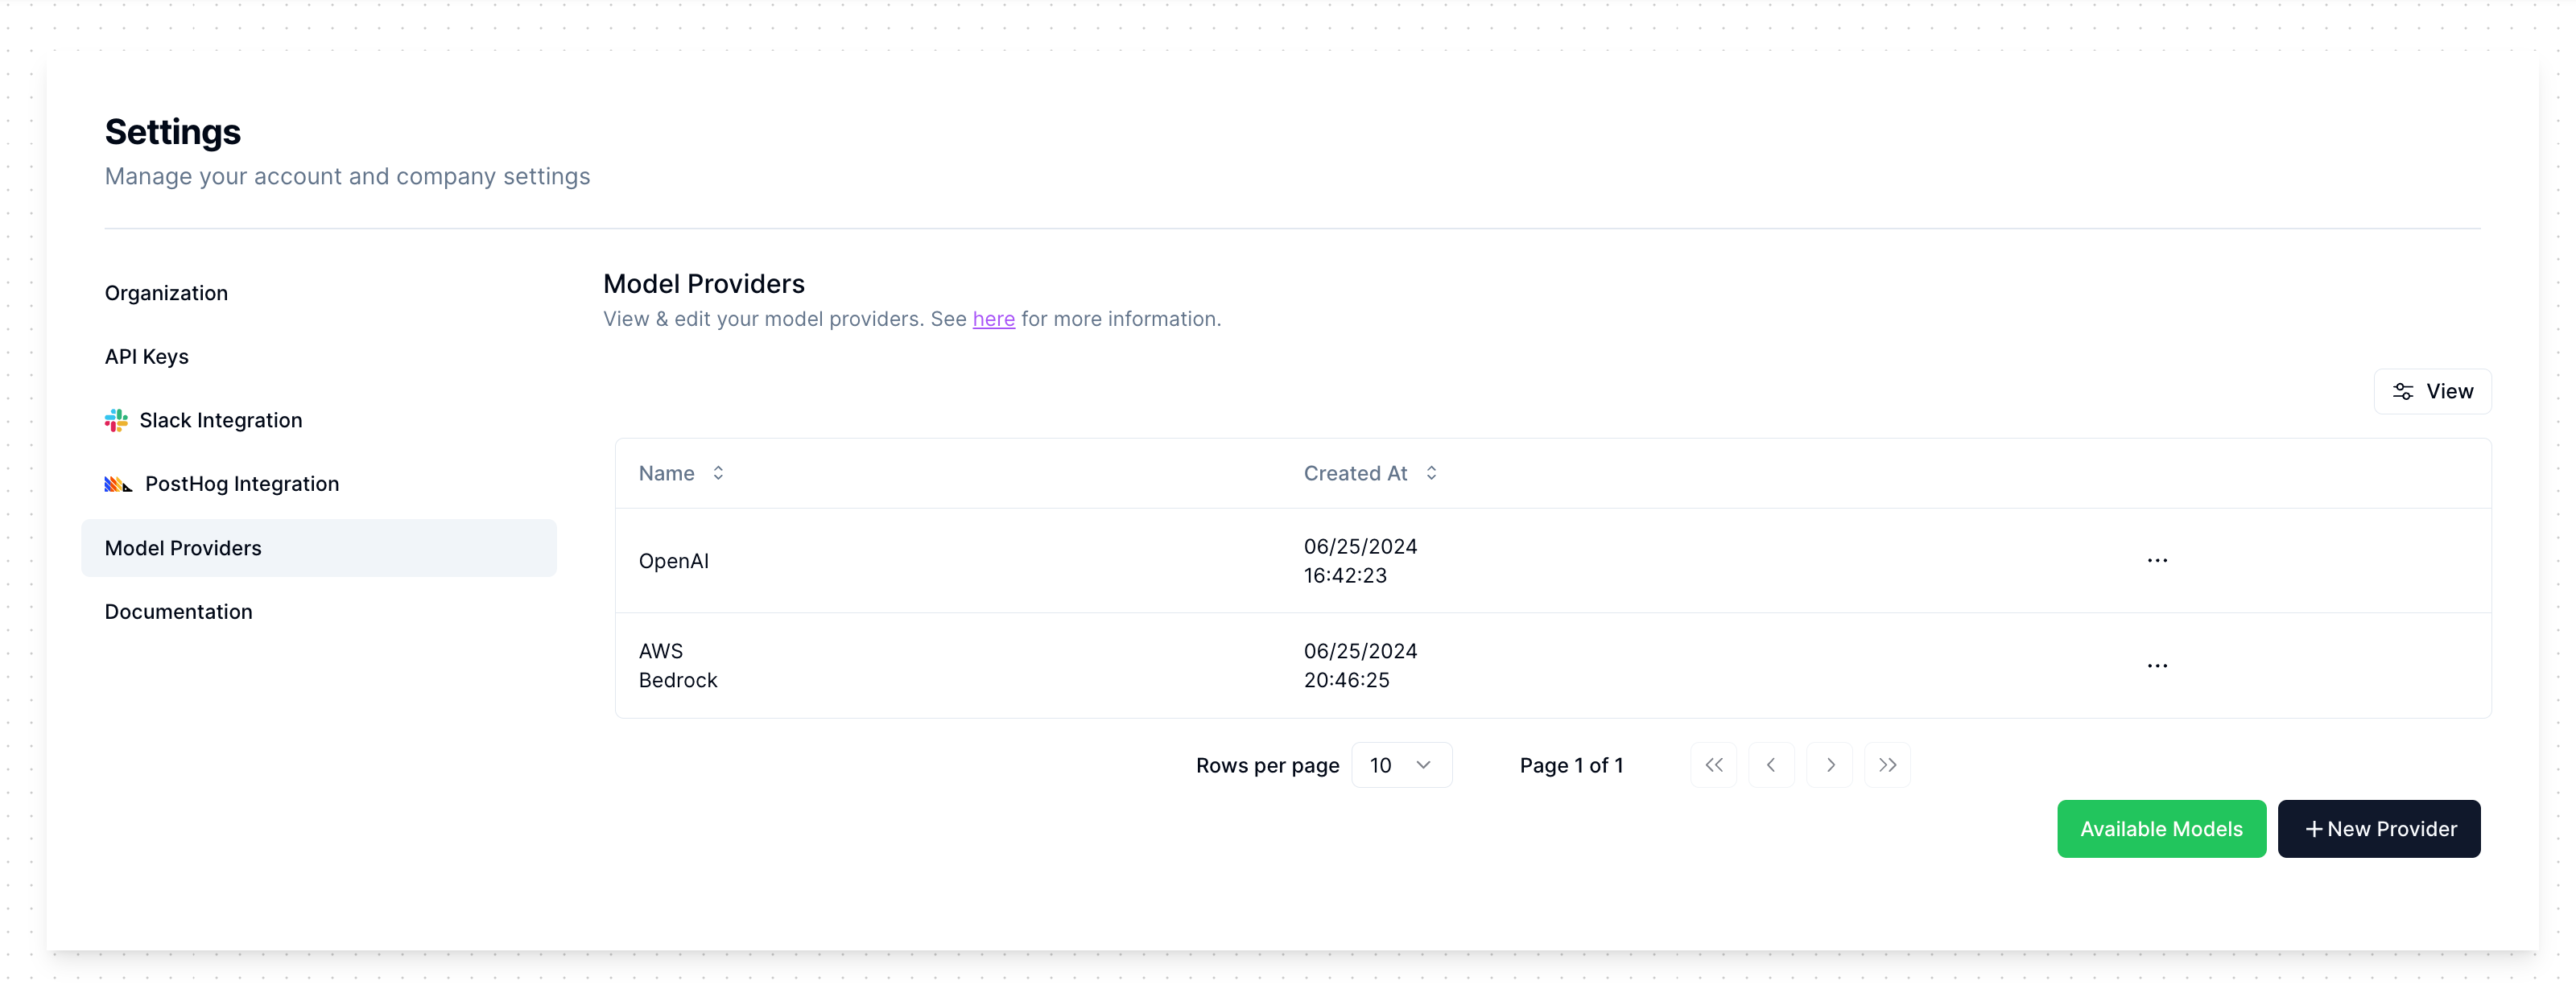 Settings
Manage your account and company settings
Organization
API Keys
Slack Integration
PostHog Integration
Model Providers
Documentation
Model Providers
View & edit your model providers. See here for more information.
View
Name
Created At
OpenAI
06/25/2024
16:42:23
AWS
Bedrock
06/25/2024
20:46:25
Rows per page
10
Page 1 of 1
Available Models
+ New Provider